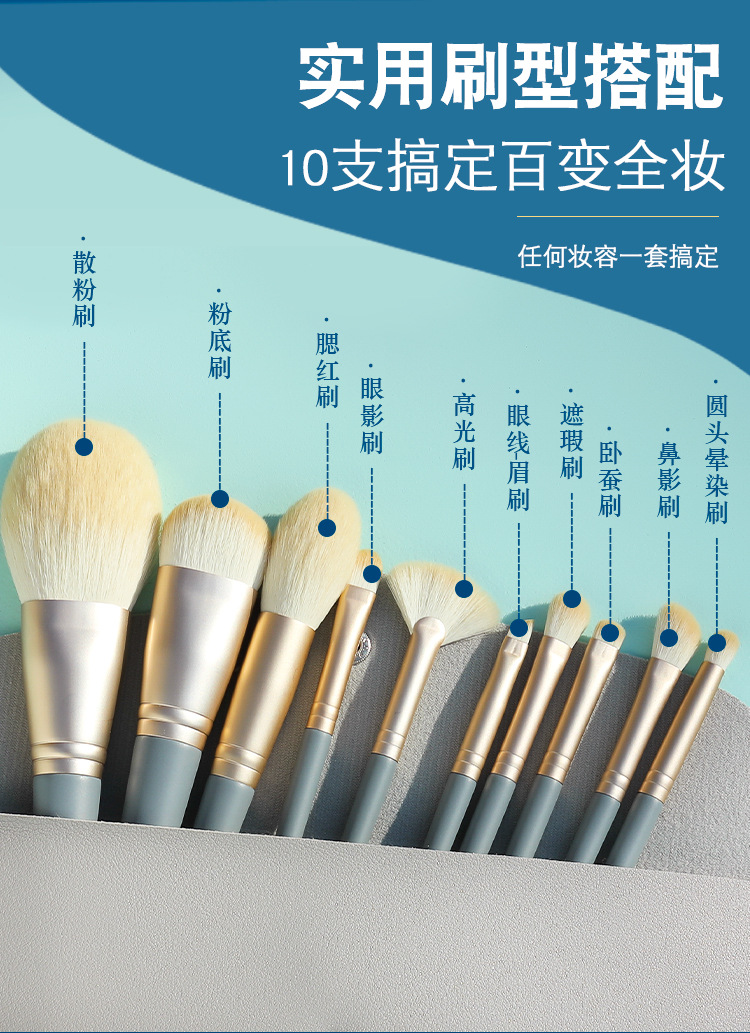 实用刷型搭配
10支搞定百变全妆
任何妆容一套搞定
·散粉刷
·粉底刷
·腮红刷
·眼影刷
·高光刷
·眼线-眉刷
·遮瑕刷
·卧蚕刷
·鼻影刷
·圆头晕染刷